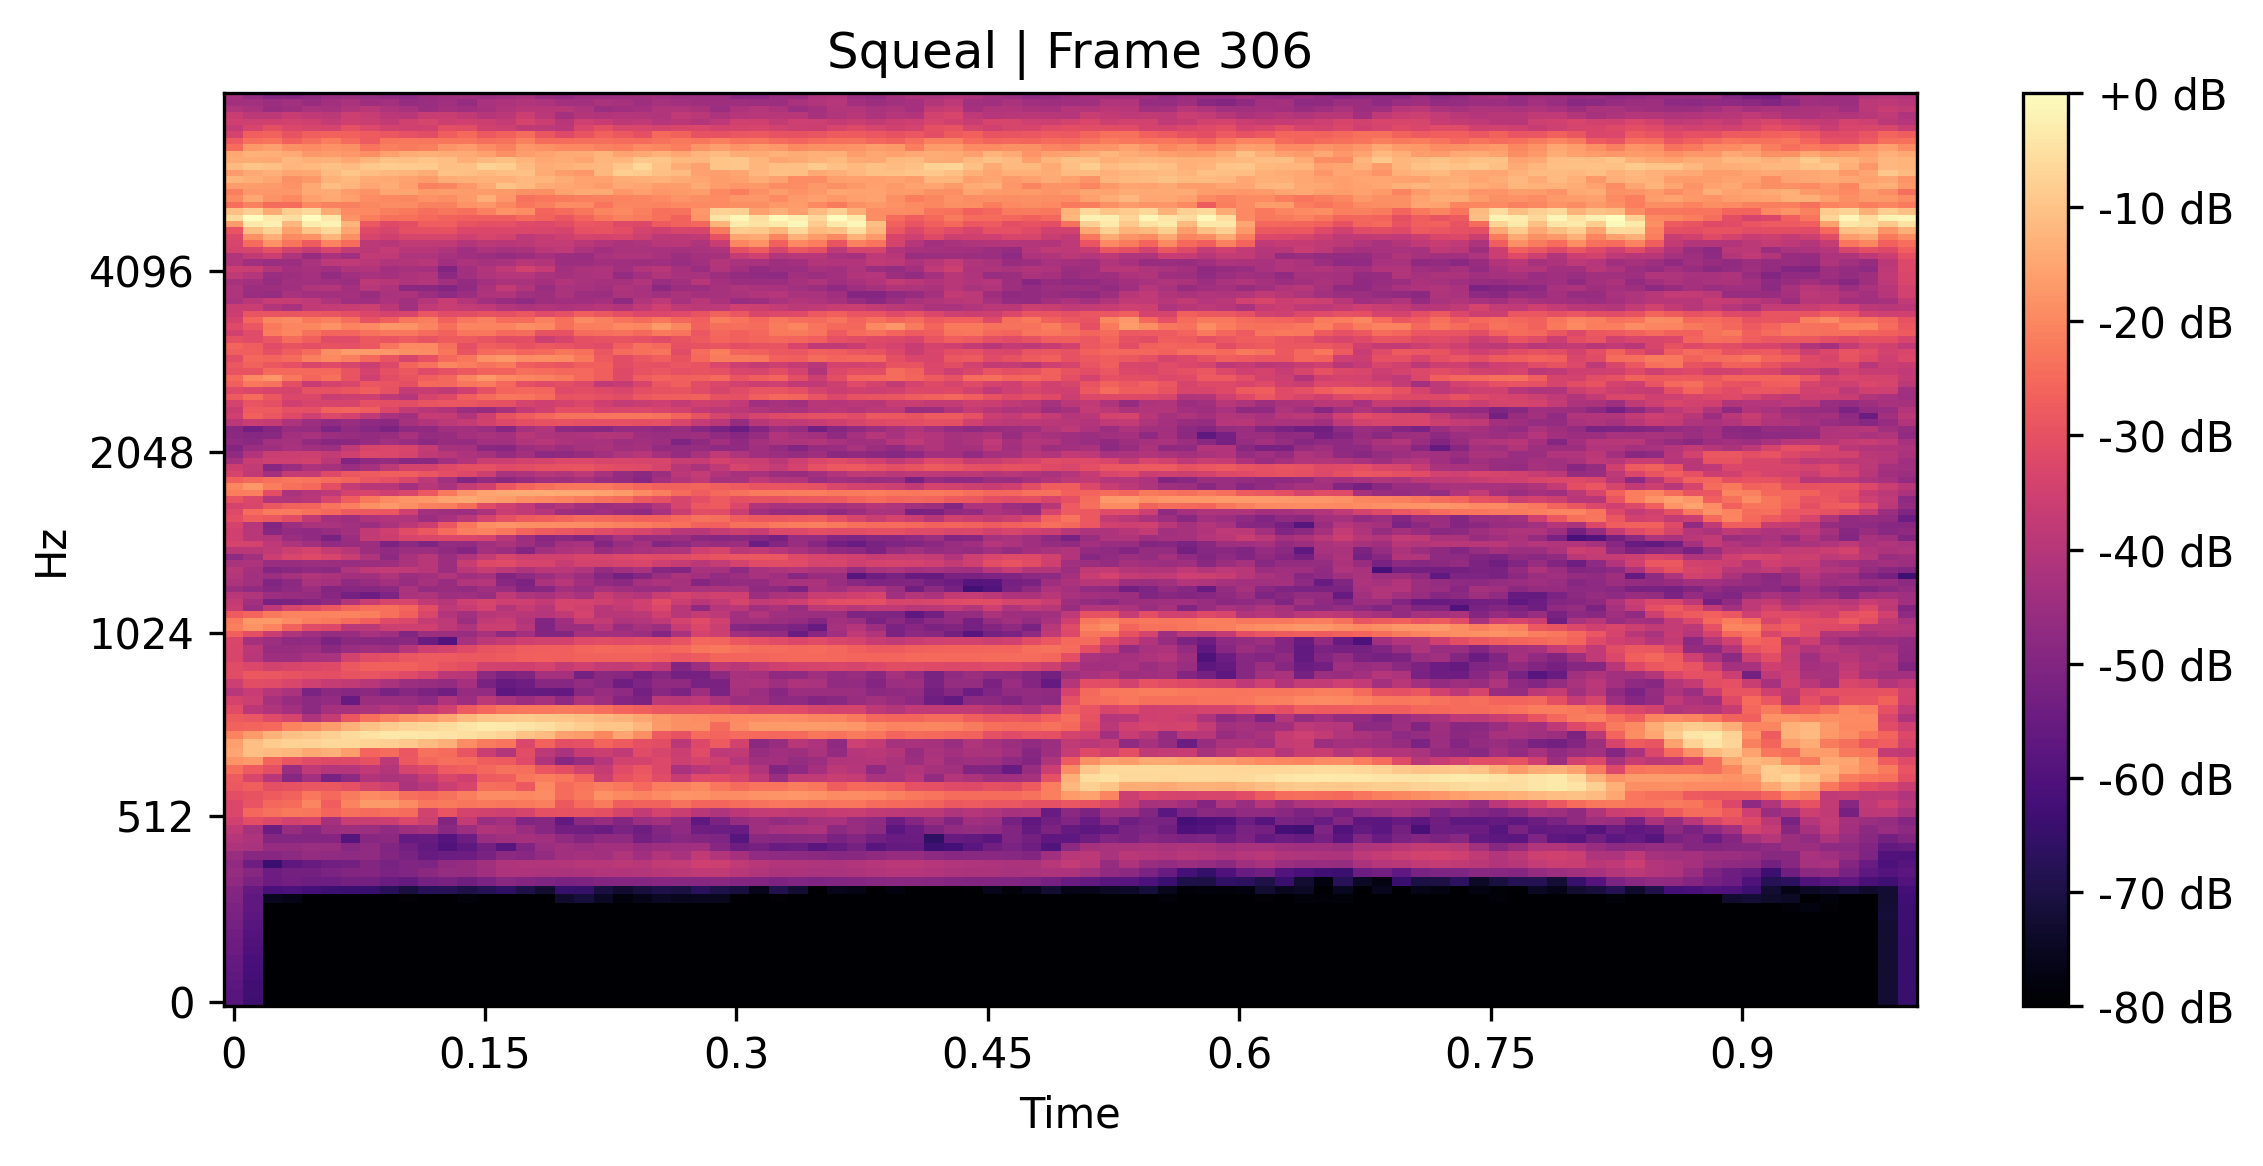 Squeal | Frame 306
+0 dB
-10 dB
-20 dB
-30 dB
-40 dB
-50 dB
-60 dB
-70 dB
-80 dB
4096
2048
1024
512
0
Hz
0 0.15 0.3 0.45 0.6 0.75 0.9
Time